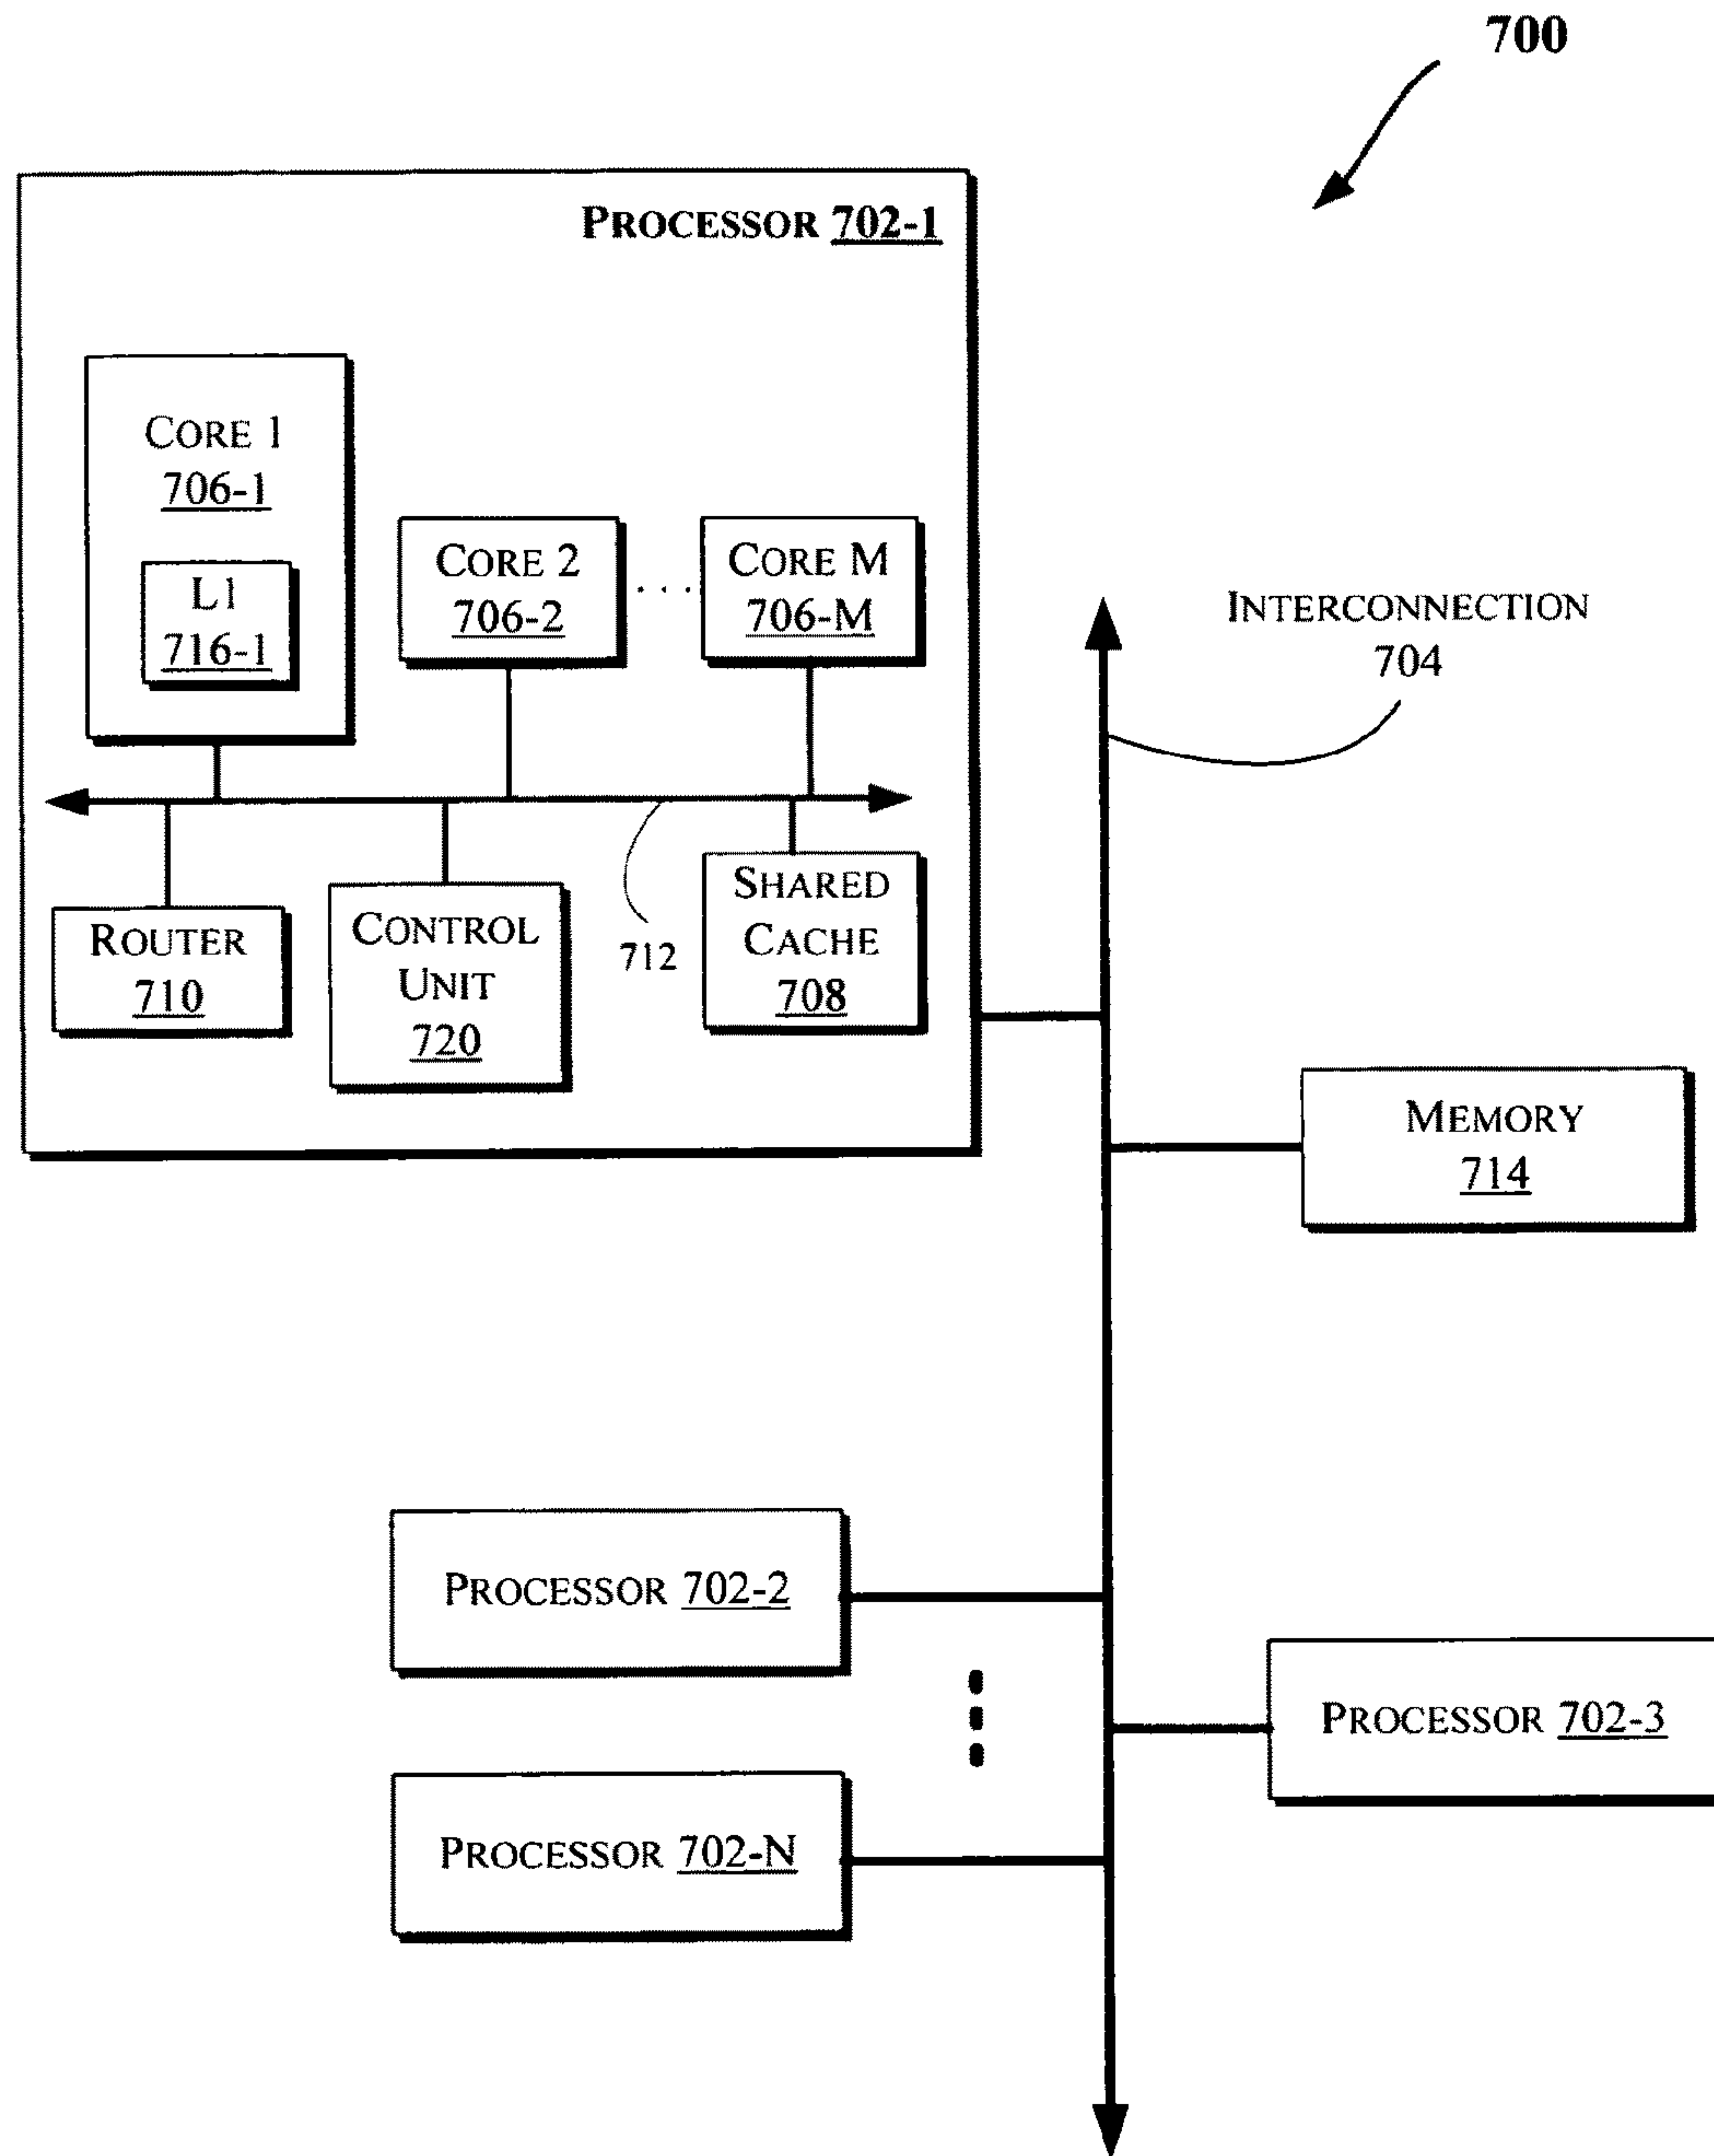 700
PROCESSOR 702-1
CORE 1
706-1
L1
716-1
CORE 2
706-2
. . . .
CORE M
706-M
INTERCONNECTION
704
ROUTER
710
CONTROL
UNIT
720
712
SHARED
CACHE
708
MEMORY
714
PROCESSOR 702-2
PROCESSOR 702-3
PROCESSOR 702-N